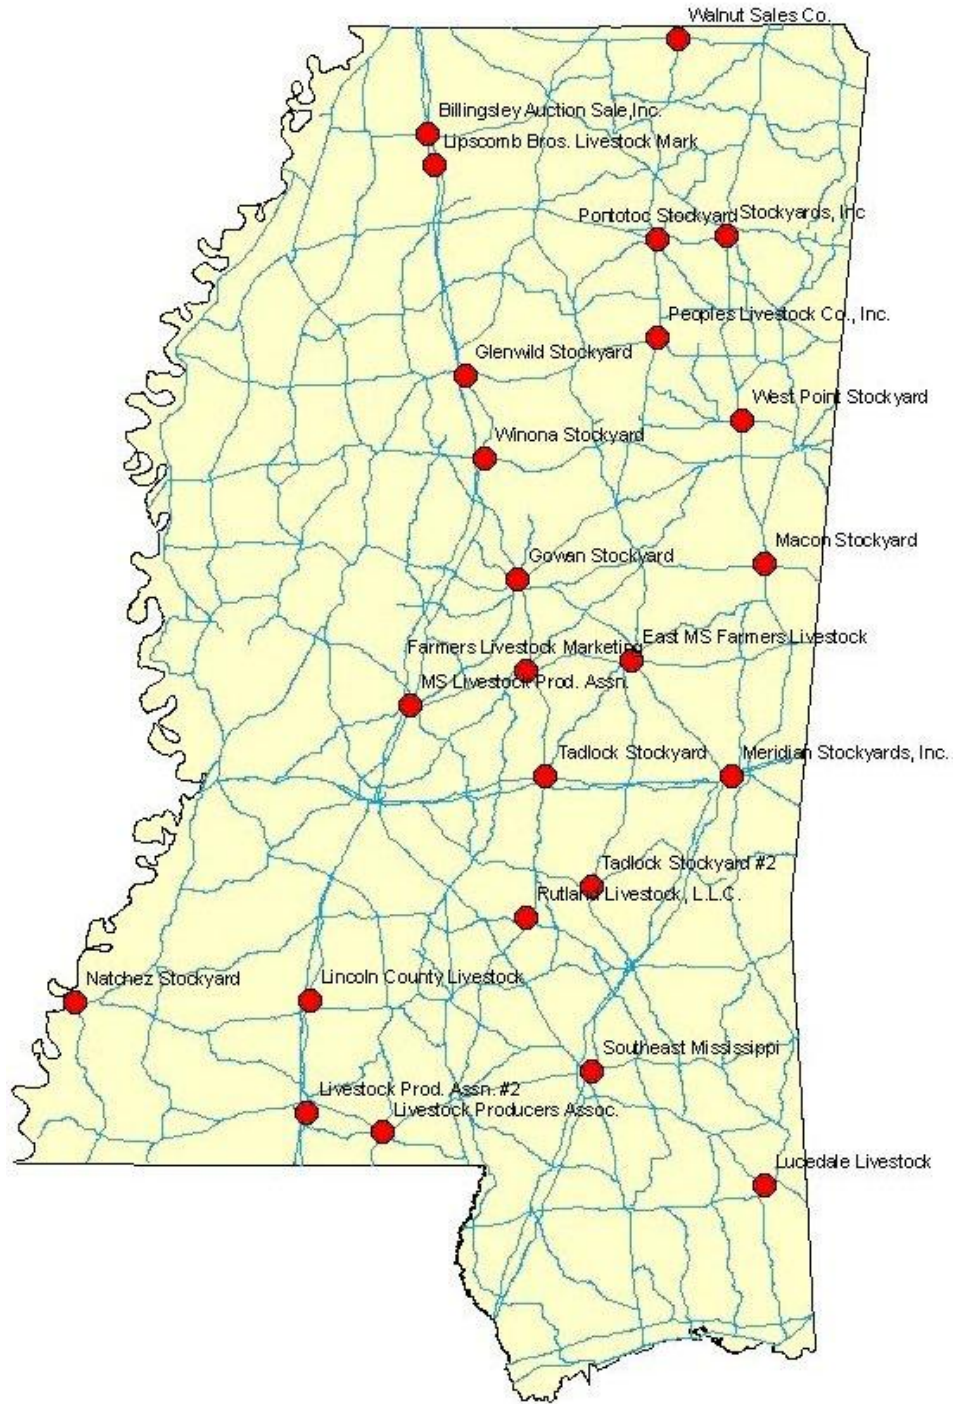 Walnut Sales Co.
Billingsley Auction Sale,Inc.
Lipscomb Bros. Livestock Mark
Pontotoc Stockyard
Stockyards, Inc
Peoples Livestock Co., Inc.
Glenwild Stockyard
West Point Stockyard
Winona Stockyard
Macon Stockyard
Gowan Stockyard
East MS Farmers Livestock
Farmers Livestock Marketing
MS Livestock Prod. Assn.
Tadlock Stockyard
Meridian Stockyards, Inc.
Tadlock Stockyard #2
Rutland Livestock, L.L.C.
Natchez Stockyard
Lincoln County Livestock
Southeast Mississippi
Livestock Prod. Assn. #2
Livestock Producers Assoc.
Lucedale Livestock